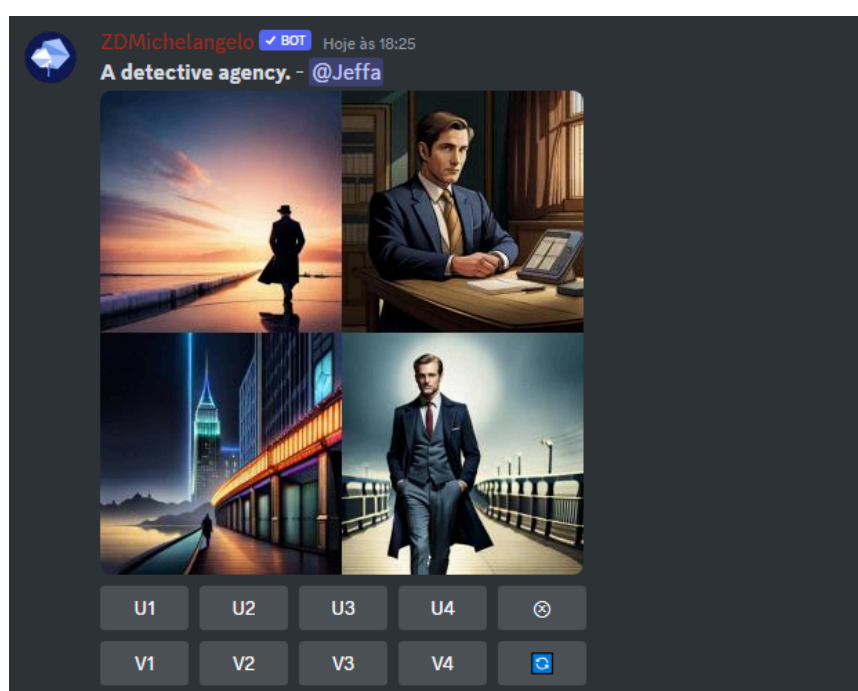 ZDMichelangelo ✓ BOT Hoje às 18:25
A detective agency. - @Jeffa
U1 U2 U3 U4
V1 V2 V3 V4